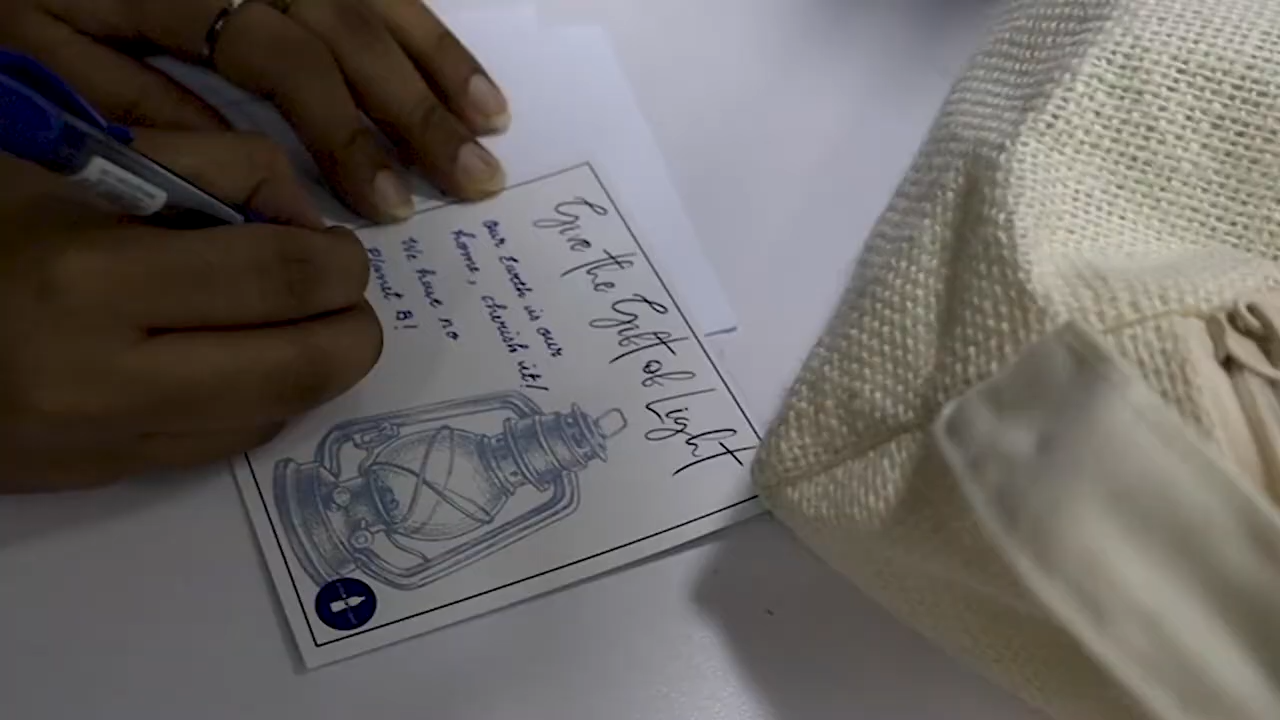 Give the Gift of Light
our Earth is our
home, cherish it!
We have no
Planet B!